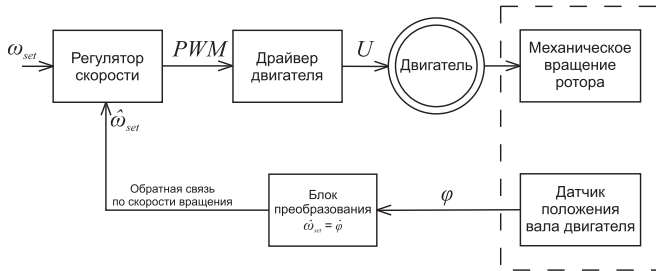 ω_set
Регулятор
скорости
PWM
Драйвер
двигателя
U
Двигатель
Механическое
вращение
ротора
ω̂_set
Обратная связь
по скорости вращения
Блок
преобразования
ω̂_set = φ̇
φ
Датчик
положения
вала двигателя